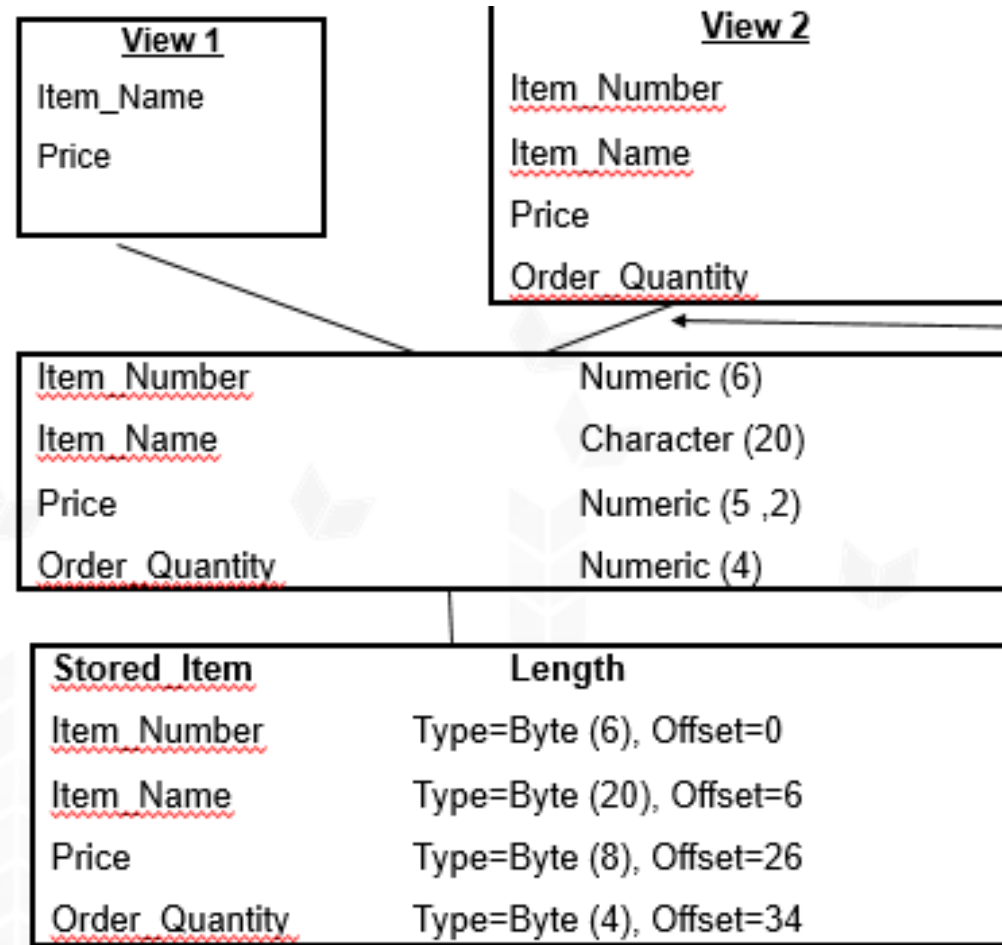 View 1
Item_Name
Price
View 2
Item_Number
Item_Name
Price
Order_Quantity
Item_Number Numeric (6)
Item_Name Character (20)
Price Numeric (5 ,2)
Order_Quantity Numeric (4)
Stored_Item Length
Item_Number Type=Byte (6), Offset=0
Item_Name Type=Byte (20), Offset=6
Price Type=Byte (8), Offset=26
Order_Quantity Type=Byte (4), Offset=34